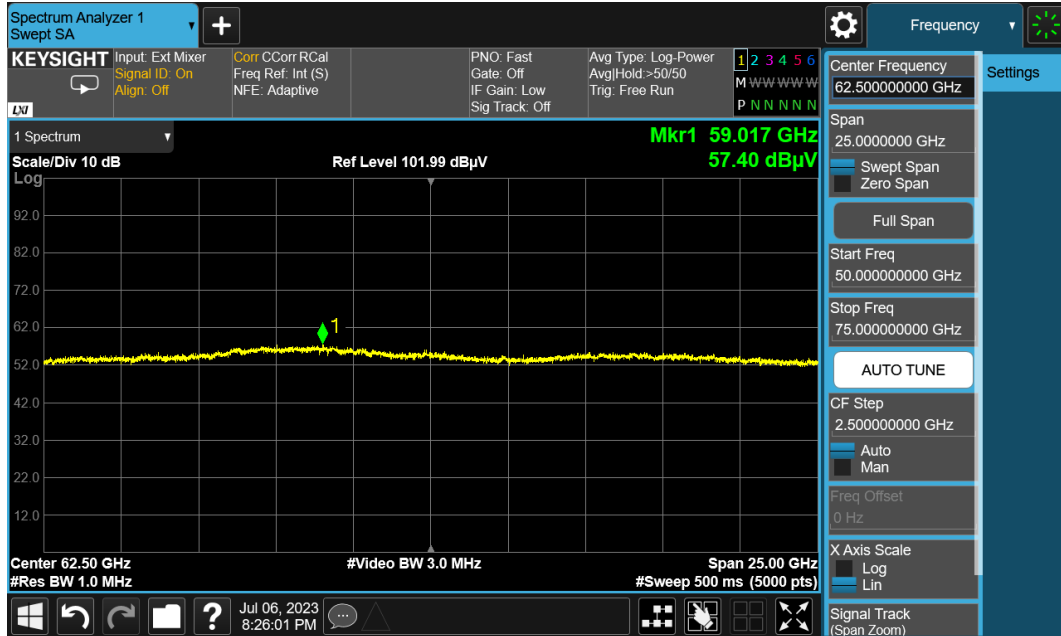 Spectrum Analyzer 1
Swept SA
+
Frequency
KEYSIGHT
LXI
Input: Ext Mixer
Signal ID: On
Align: Off
Corr CCorr RCal
Freq Ref: Int (S)
NFE: Adaptive
PNO: Fast
Gate: Off
IF Gain: Low
Sig Track: Off
Avg Type: Log-Power
Avg|Hold:>50/50
Trig: Free Run
1 2 3 4 5 6
M W W W W W
P N N N N N
1 Spectrum
Mkr1 59.017 GHz
Scale/Div 10 dB
Ref Level 101.99 dBµV
57.40 dBµV
Log
92.0
82.0
72.0
62.0
1
52.0
42.0
32.0
22.0
12.0
Center 62.50 GHz
#Video BW 3.0 MHz
Span 25.00 GHz
#Res BW 1.0 MHz
#Sweep 500 ms (5000 pts)
?
Jul 06, 2023
8:26:01 PM
Center Frequency
62.500000000 GHz
Settings
Span
25.0000000 GHz
Swept Span
Zero Span
Full Span
Start Freq
50.000000000 GHz
Stop Freq
75.000000000 GHz
AUTO TUNE
CF Step
2.500000000 GHz
Auto
Man
Freq Offset
0 Hz
X Axis Scale
Log
Lin
Signal Track
(Span Zoom)